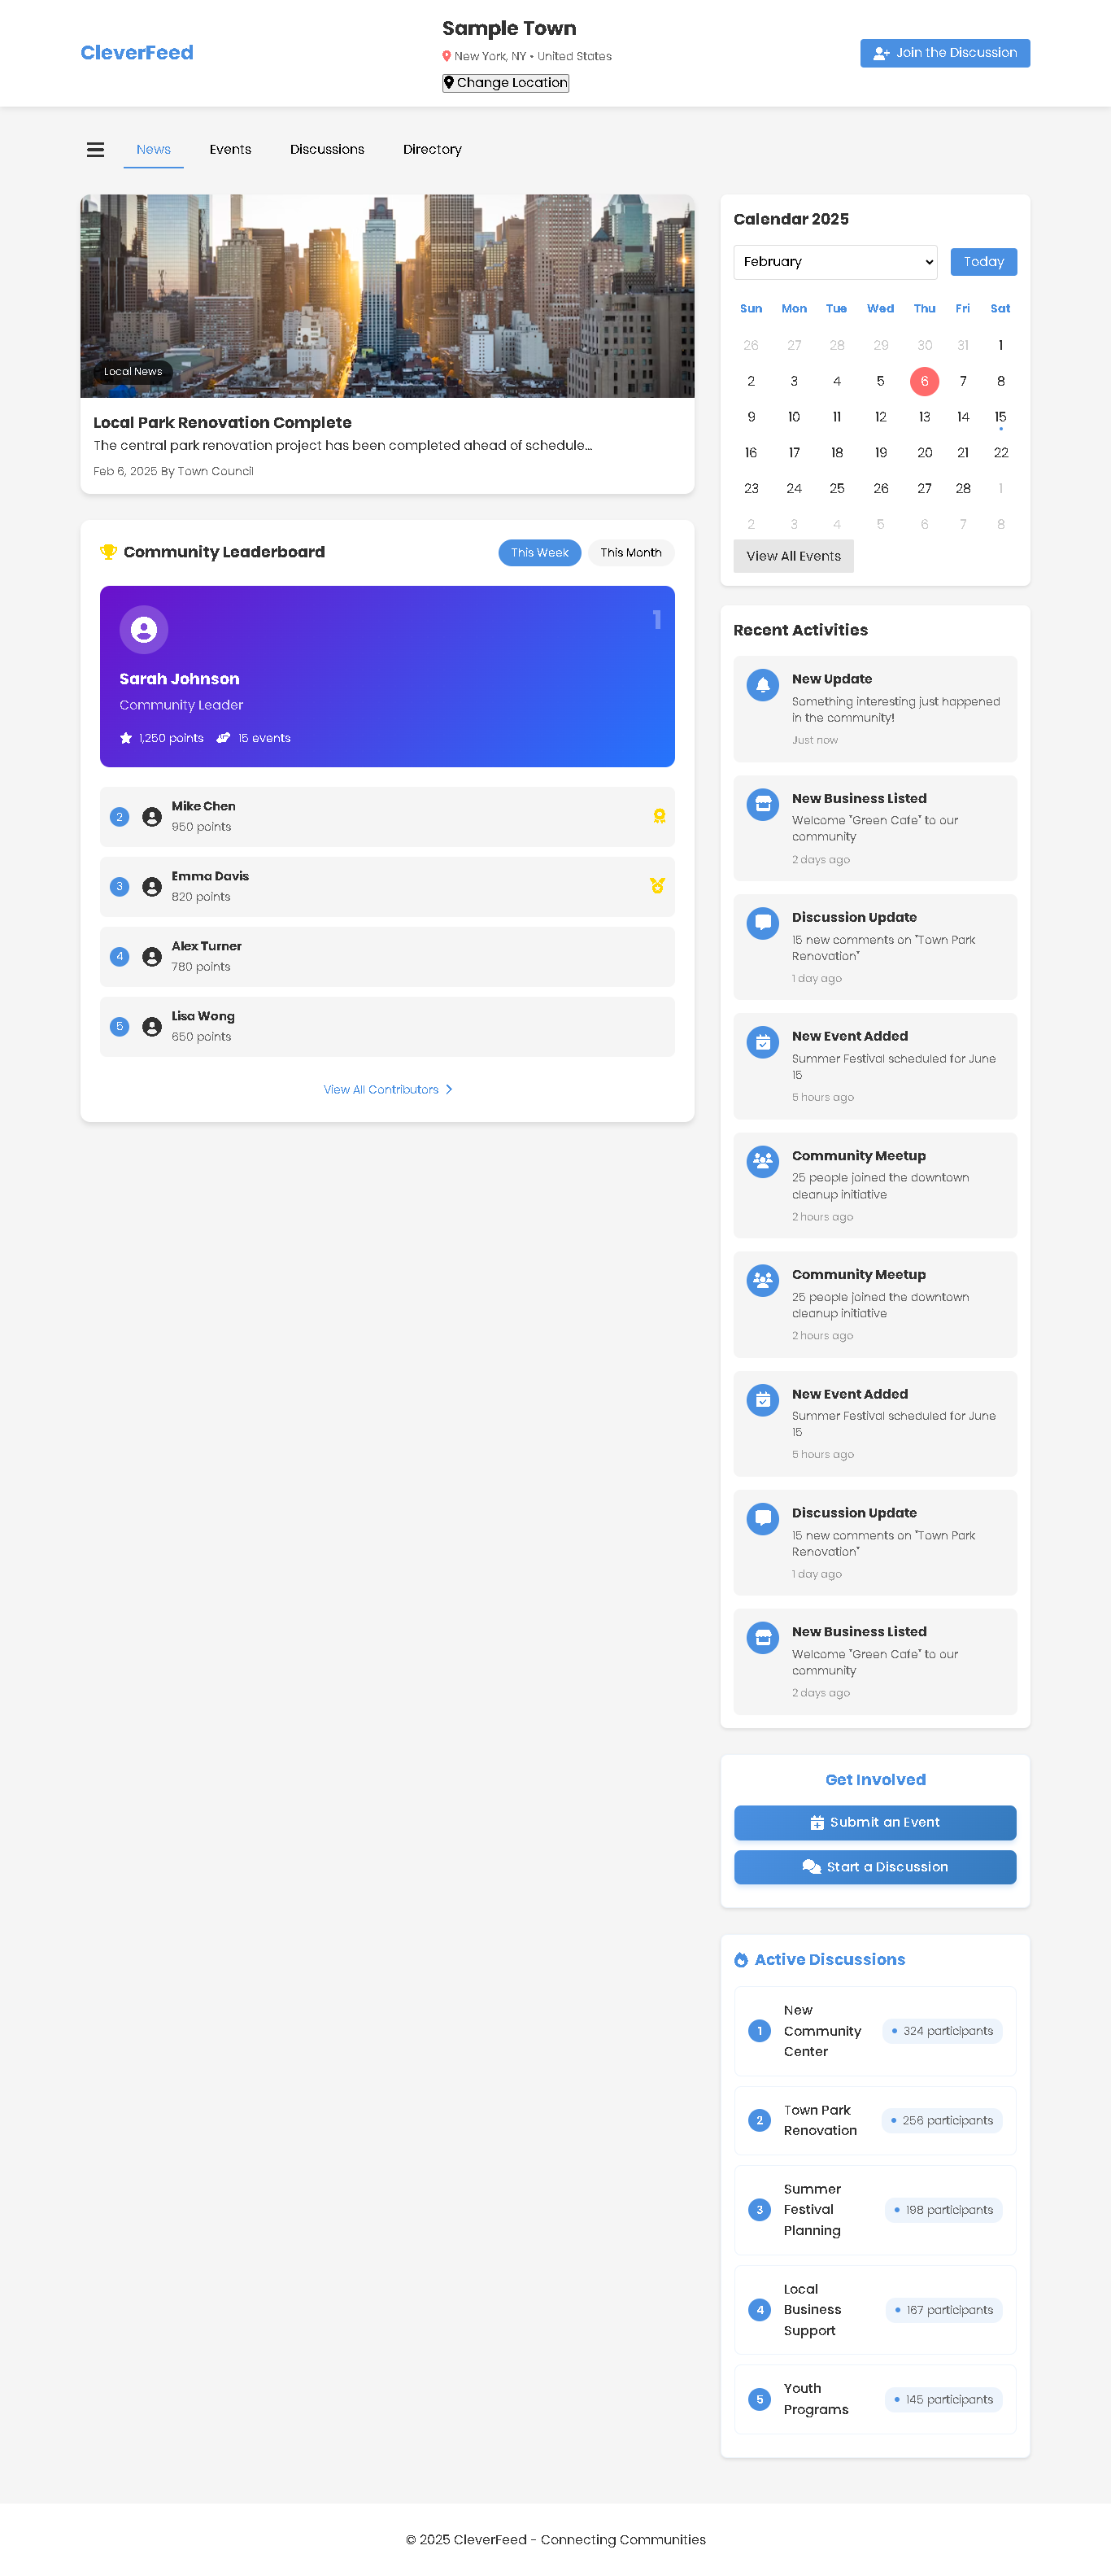 CleverFeed
Sample Town
New York, NY • United States
Change Location
Join the Discussion
News
Events
Discussions
Directory
Local News
Local Park Renovation Complete
The central park renovation project has been completed ahead of schedule...
Feb 6, 2025 By Town Council
Community Leaderboard
This Week
This Month
1
Sarah Johnson
Community Leader
1,250 points
15 events
2
Mike Chen
950 points
3
Emma Davis
820 points
4
Alex Turner
780 points
5
Lisa Wong
650 points
View All Contributors
Calendar 2025
February
Today
Sun Mon Tue Wed Thu Fri Sat
26 27 28 29 30 31 1
2 3 4 5 6 7 8
9 10 11 12 13 14 15
16 17 18 19 20 21 22
23 24 25 26 27 28 1
2 3 4 5 6 7 8
View All Events
Recent Activities
New Update
Something interesting just happened
in the community!
Just now
New Business Listed
Welcome "Green Cafe" to our
community
2 days ago
Discussion Update
15 new comments on "Town Park
Renovation"
1 day ago
New Event Added
Summer Festival scheduled for June
15
5 hours ago
Community Meetup
25 people joined the downtown
cleanup initiative
2 hours ago
Community Meetup
25 people joined the downtown
cleanup initiative
2 hours ago
New Event Added
Summer Festival scheduled for June
15
5 hours ago
Discussion Update
15 new comments on "Town Park
Renovation"
1 day ago
New Business Listed
Welcome "Green Cafe" to our
community
2 days ago
Get Involved
Submit an Event
Start a Discussion
Active Discussions
1
New
Community
Center
324 participants
2
Town Park
Renovation
256 participants
3
Summer
Festival
Planning
198 participants
4
Local
Business
Support
167 participants
5
Youth
Programs
145 participants
© 2025 CleverFeed - Connecting Communities